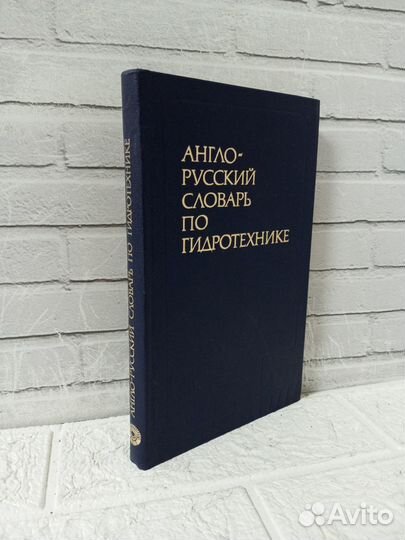 АНГЛО-
РУССКИЙ
СЛОВАРЬ
ПО
ГИДРОТЕХНИКЕ
АНГЛО-РУССКИЙ СЛОВАРЬ ПО ГИДРОТЕХНИКЕ
Avito